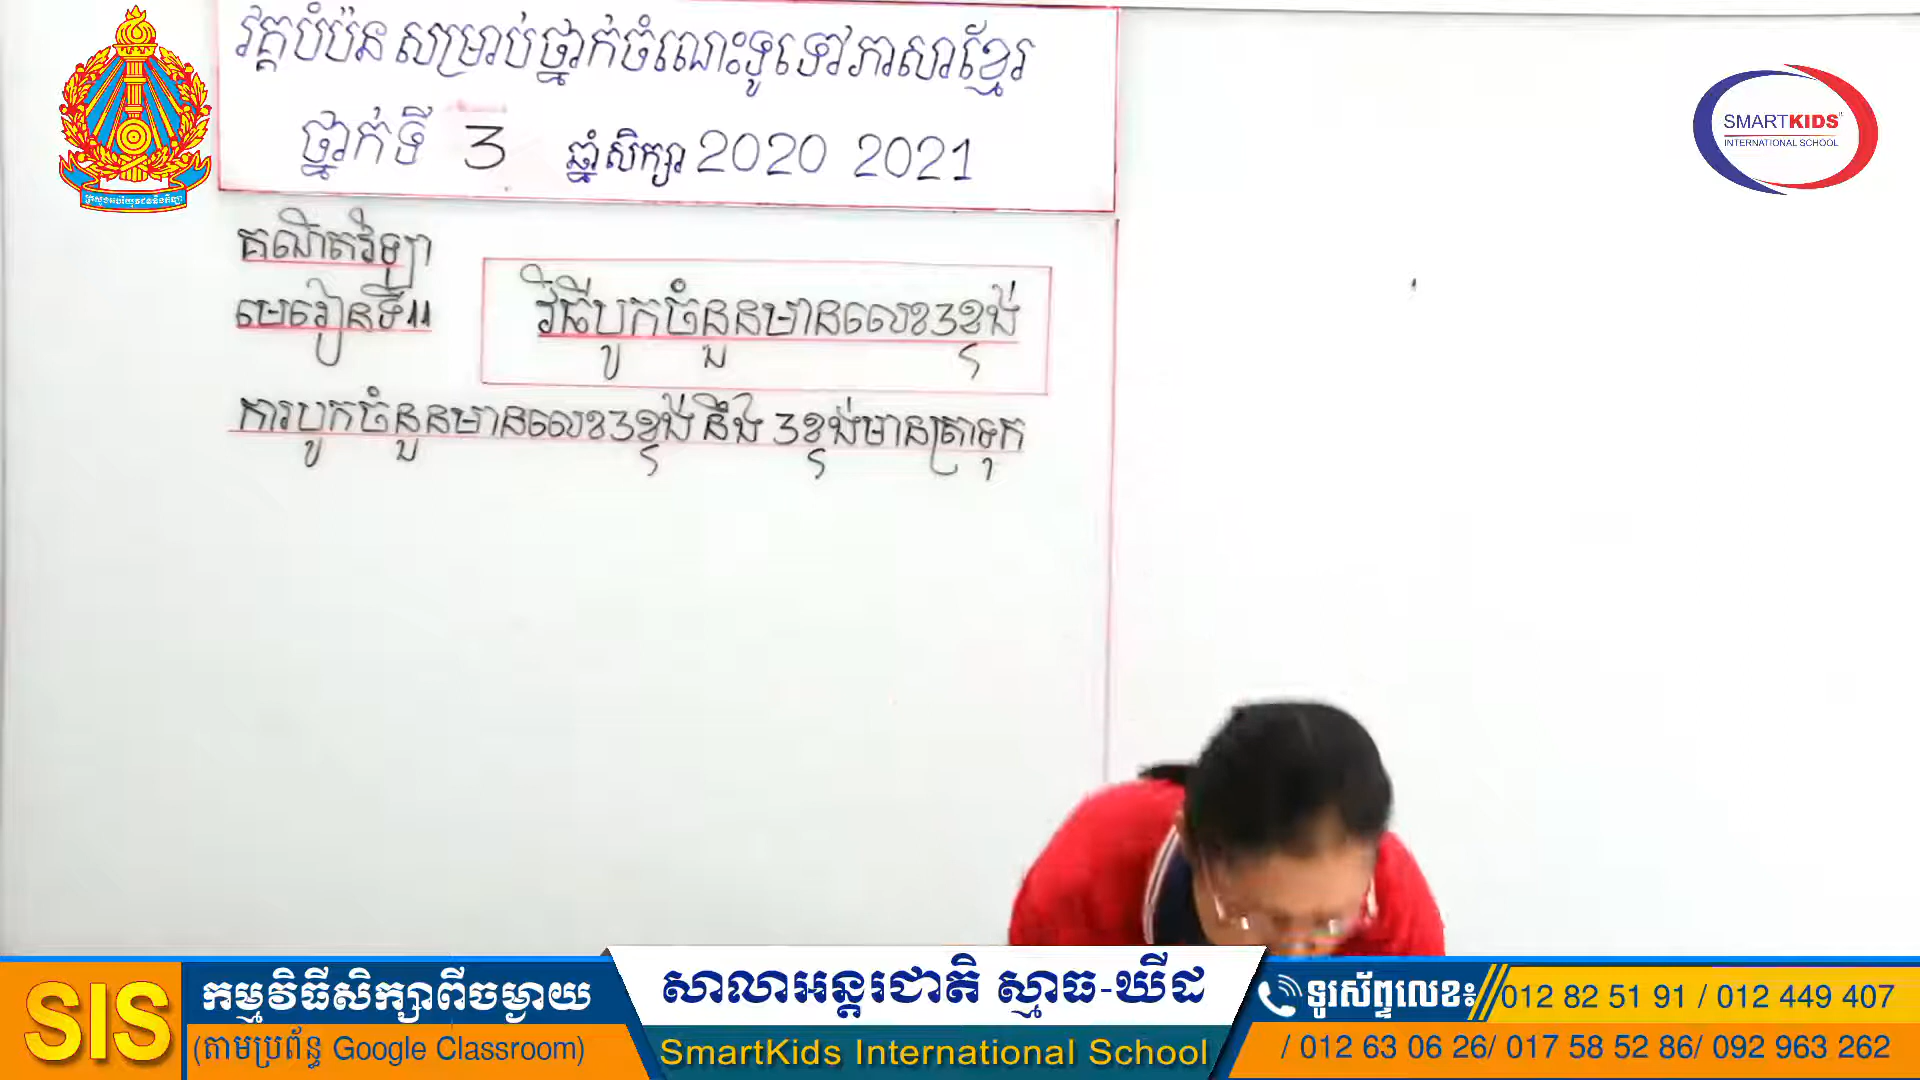 វគ្គបំប៉ន សម្រាប់ថ្នាក់ចំណេះទូទៅភាសាខ្មែរ
ថ្នាក់ទី 3 ឆ្នាំសិក្សា 2020 2021
SMARTKIDS
INTERNATIONAL SCHOOL
គណិតវិទ្យា
មេរៀនទី11
វិធីបូកចំនួនមានលេខ3ខ្ទង់
ការបូកចំនួនមានលេខ3ខ្ទង់ នឹង 3ខ្ទង់មានត្រាទុក
SIS
កម្មវិធីសិក្សាពីចម្ងាយ
(តាមប្រព័ន្ធ Google Classroom)
សាលាអន្តរជាតិ ស្មាធ-ឃីដ
SmartKids International School
ទូរស័ព្ទលេខ៖ 012 82 51 91 / 012 449 407
/ 012 63 06 26/ 017 58 52 86/ 092 963 262